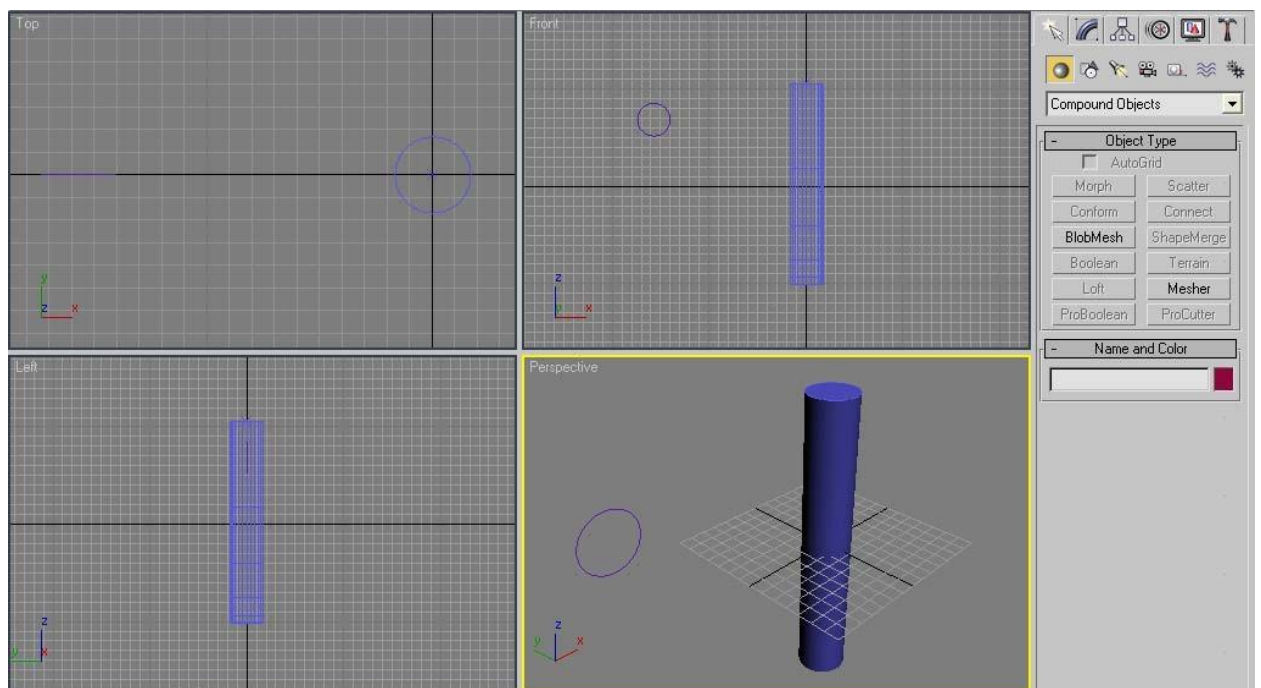 Top
Front
Compound Objects
- Object Type
AutoGrid
Morph Scatter
Conform Connect
BlobMesh ShapeMerge
Boolean Terrain
Loft Mesher
ProBoolean ProCutter
- Name and Color
y
z x
z
y x
Left
Perspective
z
y x
z
y x